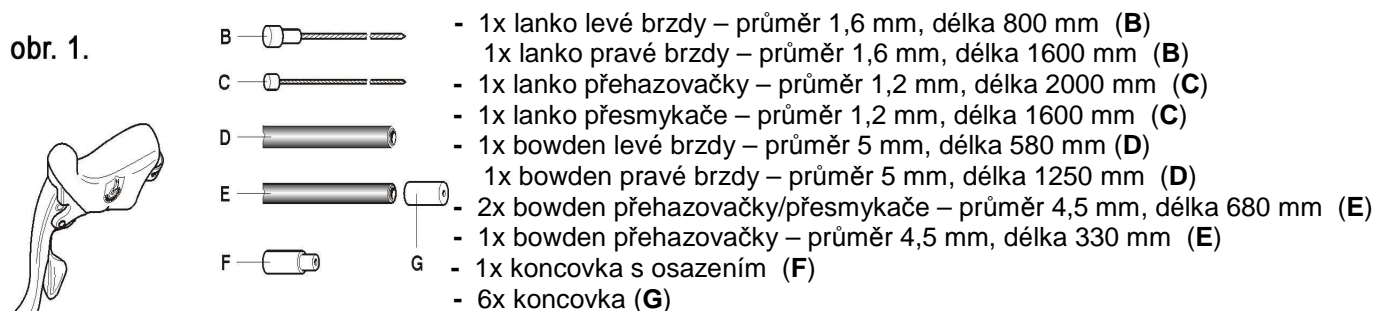 obr. 1.
B
C
D
E
F
G
- 1x lanko levé brzdy – průměr 1,6 mm, délka 800 mm (B)
1x lanko pravé brzdy – průměr 1,6 mm, délka 1600 mm (B)
- 1x lanko přehazovačky – průměr 1,2 mm, délka 2000 mm (C)
- 1x lanko přesmykače – průměr 1,2 mm, délka 1600 mm (C)
- 1x bowden levé brzdy – průměr 5 mm, délka 580 mm (D)
1x bowden pravé brzdy – průměr 5 mm, délka 1250 mm (D)
- 2x bowden přehazovačky/přesmykače – průměr 4,5 mm, délka 680 mm (E)
- 1x bowden přehazovačky – průměr 4,5 mm, délka 330 mm (E)
- 1x koncovka s osazením (F)
- 6x koncovka (G)